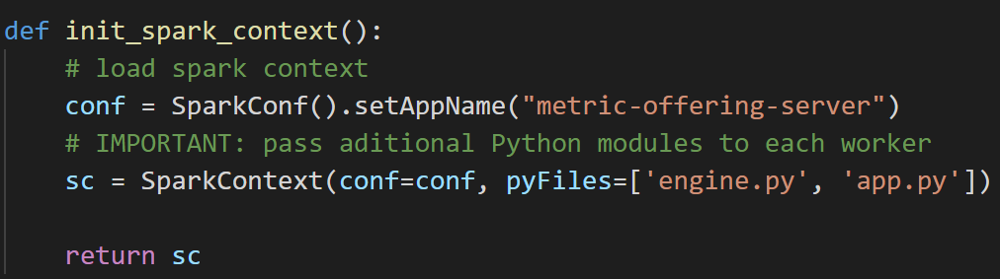 def init_spark_context():
    # load spark context
    conf = SparkConf().setAppName("metric-offering-server")
    # IMPORTANT: pass aditional Python modules to each worker
    sc = SparkContext(conf=conf, pyFiles=['engine.py', 'app.py'])

    return sc